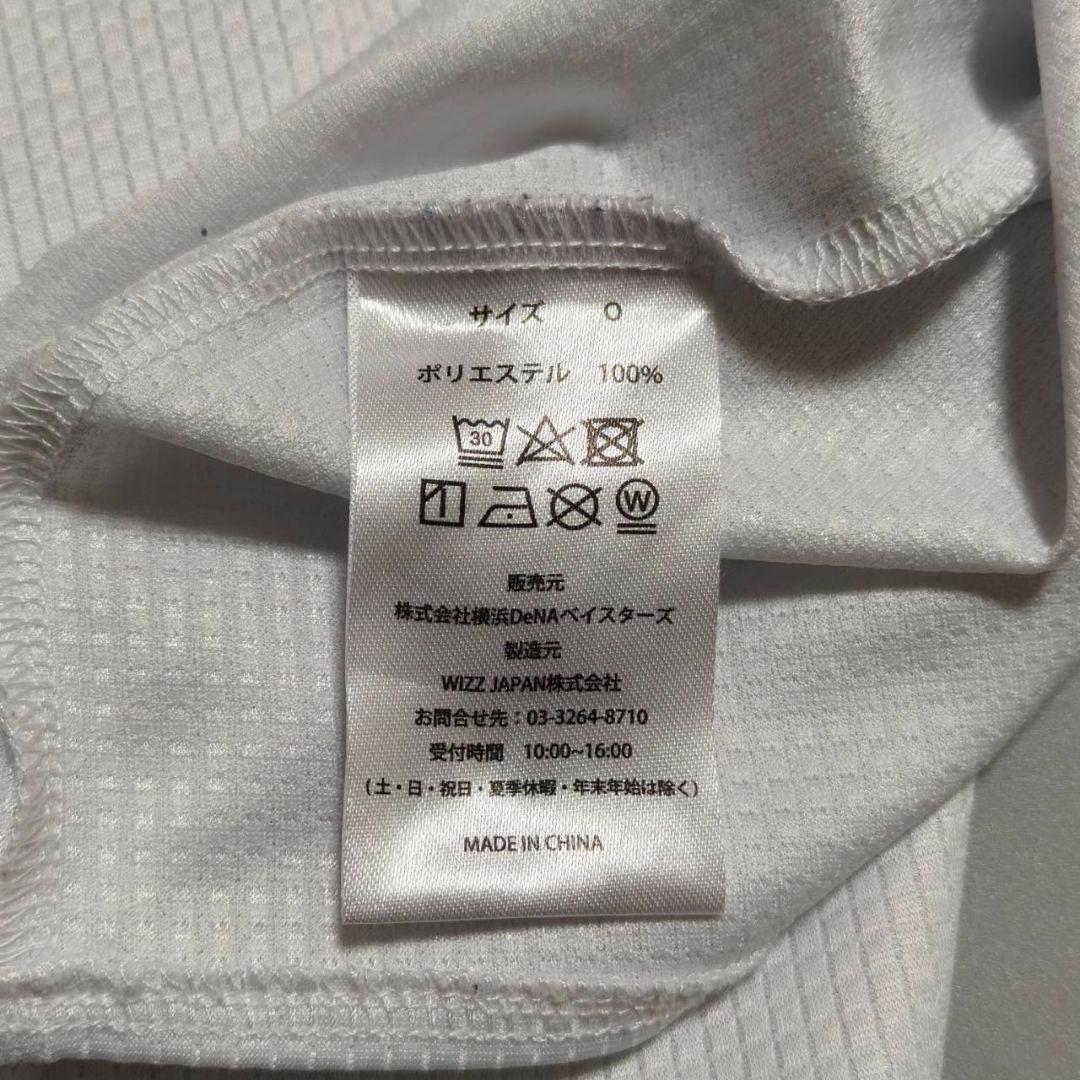 サイズ O
ポリエステル 100%
30
W
販売元
株式会社横浜DeNAベイスターズ
製造元
WIZZ JAPAN株式会社
お問合せ先：03-3264-8710
受付時間 10:00~16:00
（土・日・祝日・夏季休暇・年末年始は除く）
MADE IN CHINA